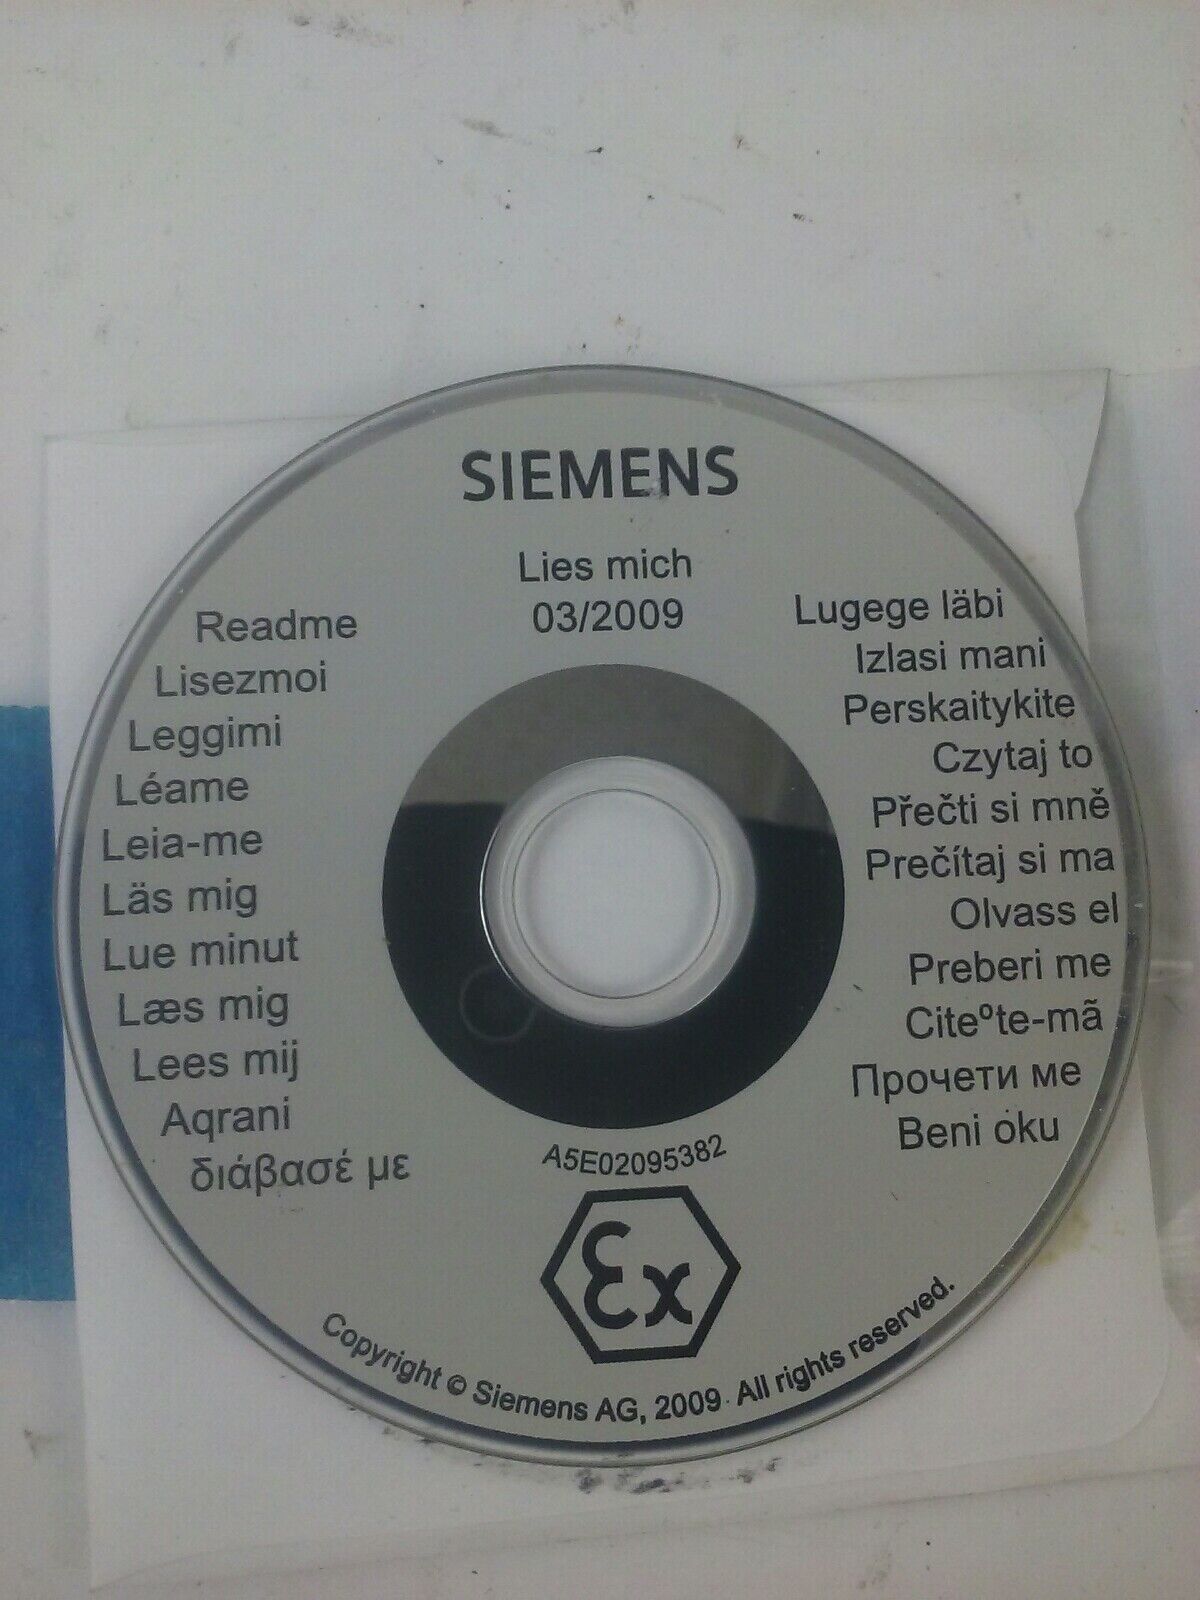 SIEMENS
Lies mich
03/2009
Readme
Lisezmoi
Leggimi
Léame
Leia-me
Läs mig
Lue minut
Læs mig
Lees mij
Aqrani
διάβασέ με
Lugege läbi
Izlasi mani
Perskaitykite
Czytaj to
Přečti si mně
Prečítaj si ma
Olvass el
Preberi me
Citeºte-mã
Прочети ме
Beni oku
A5E02095382
Ex
Copyright © Siemens AG, 2009. All rights reserved.